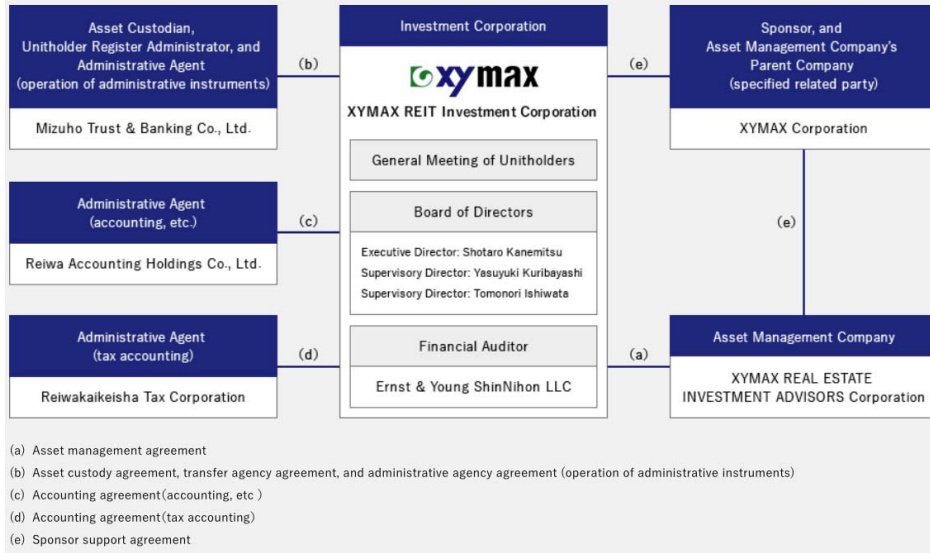 Asset Custodian,
Unitholder Register Administrator, and
Administrative Agent
(operation of administrative instruments)
Mizuho Trust & Banking Co., Ltd.
(b)
Administrative Agent
(accounting, etc.)
Reiwa Accounting Holdings Co., Ltd.
(c)
Administrative Agent
(tax accounting)
Reiwakaikeisha Tax Corporation
(d)
Investment Corporation
xymax
XYMAX REIT Investment Corporation
General Meeting of Unitholders
Board of Directors
Executive Director: Shotaro Kanemitsu
Supervisory Director: Yasuyuki Kuribayashi
Supervisory Director: Tomonori Ishiwata
Financial Auditor
Ernst & Young ShinNihon LLC
(e)
Sponsor, and
Asset Management Company's
Parent Company
(specified related party)
XYMAX Corporation
(e)
(a)
Asset Management Company
XYMAX REAL ESTATE
INVESTMENT ADVISORS Corporation
(a) Asset management agreement
(b) Asset custody agreement, transfer agency agreement, and administrative agency agreement (operation of administrative instruments)
(c) Accounting agreement(accounting, etc )
(d) Accounting agreement(tax accounting)
(e) Sponsor support agreement